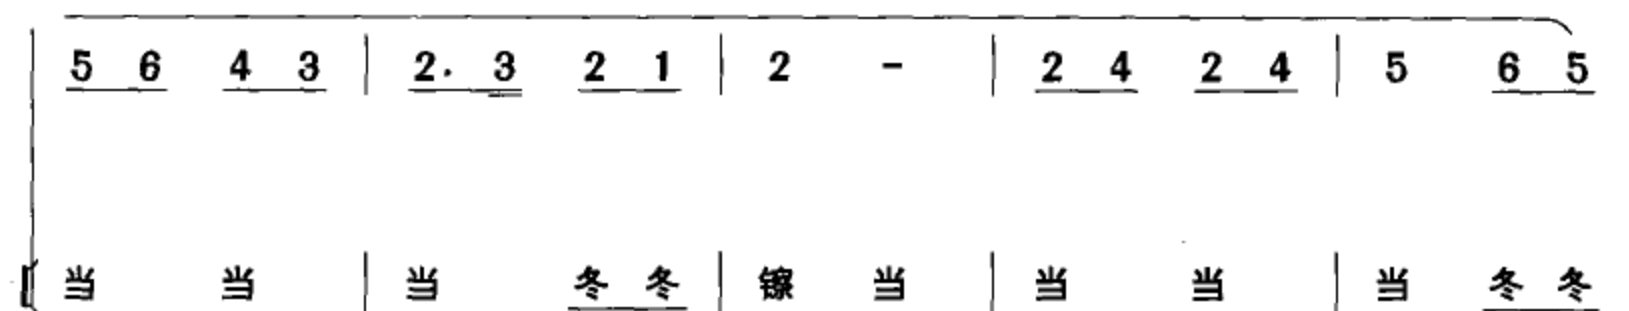 5 6 4 3 | 2. 3 2 1 | 2 - | 2 4 2 4 | 5 6 5
当 当 | 当 冬 冬 | 镲 当 | 当 当 | 当 冬 冬